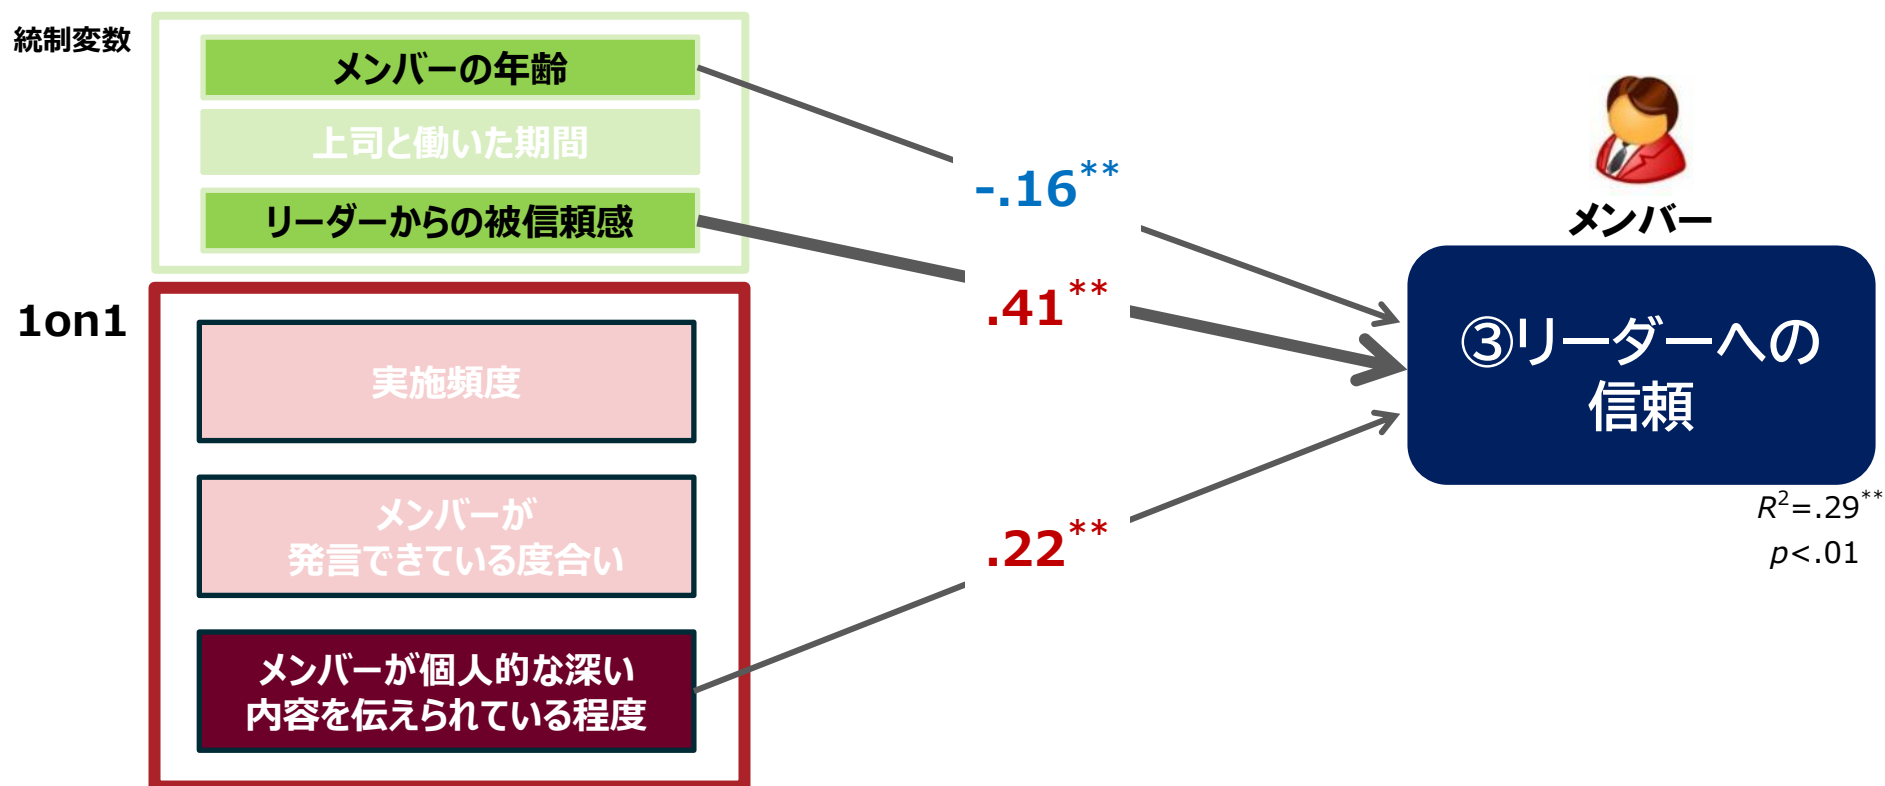 統制変数
メンバーの年齢
上司と働いた期間
リーダーからの被信頼感
1on1
実施頻度
メンバーが
発言できている度合い
メンバーが個人的な深い
内容を伝えられている程度
-.16**
.41**
.22**
メンバー
③リーダーへの
信頼
R²=.29**
p<.01